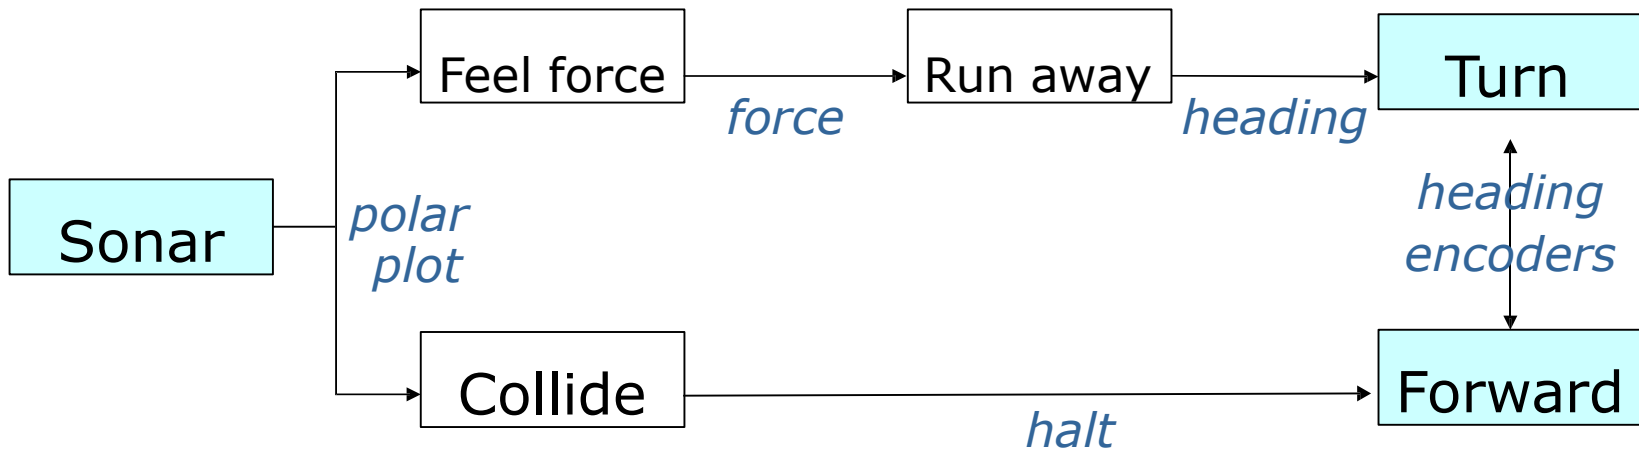 Feel force
Run away
Turn
force
heading
Sonar
polar
plot
heading
encoders
Collide
Forward
halt